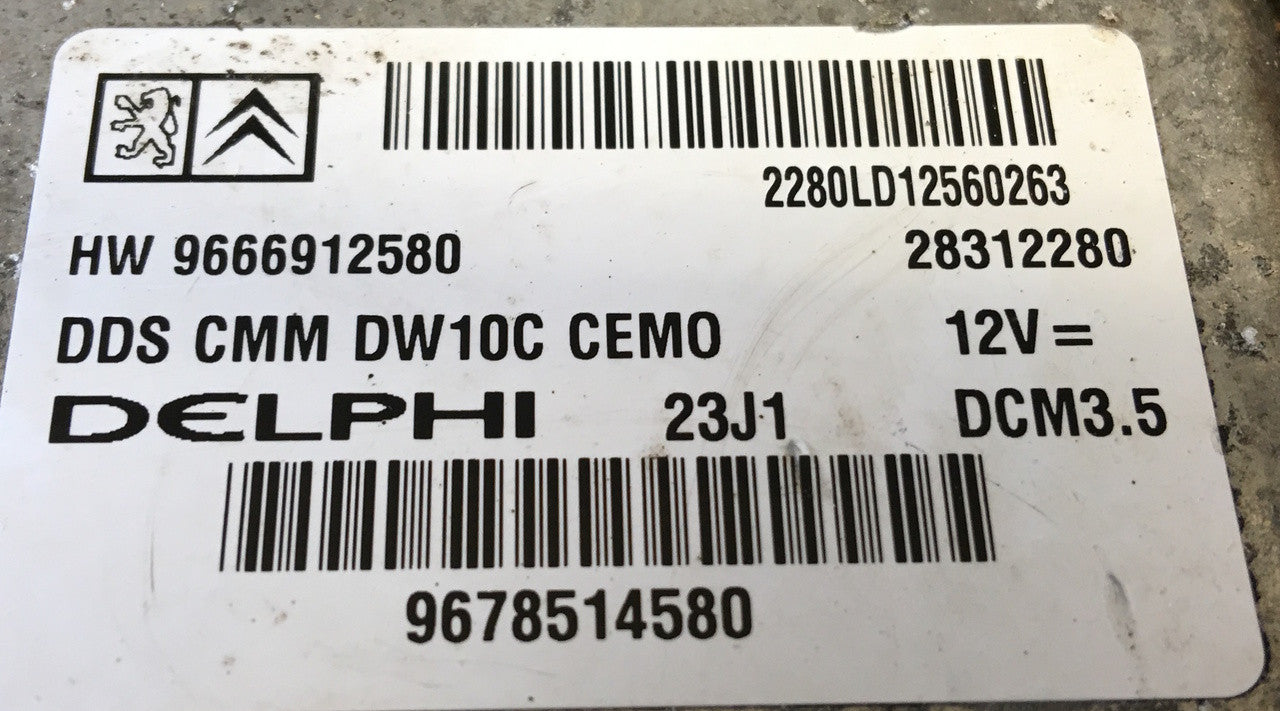 2280LD12560263
HW 9666912580 28312280
DDS CMM DW10C CEMO 12V=
DELPHI 23J1 DCM3.5
9678514580